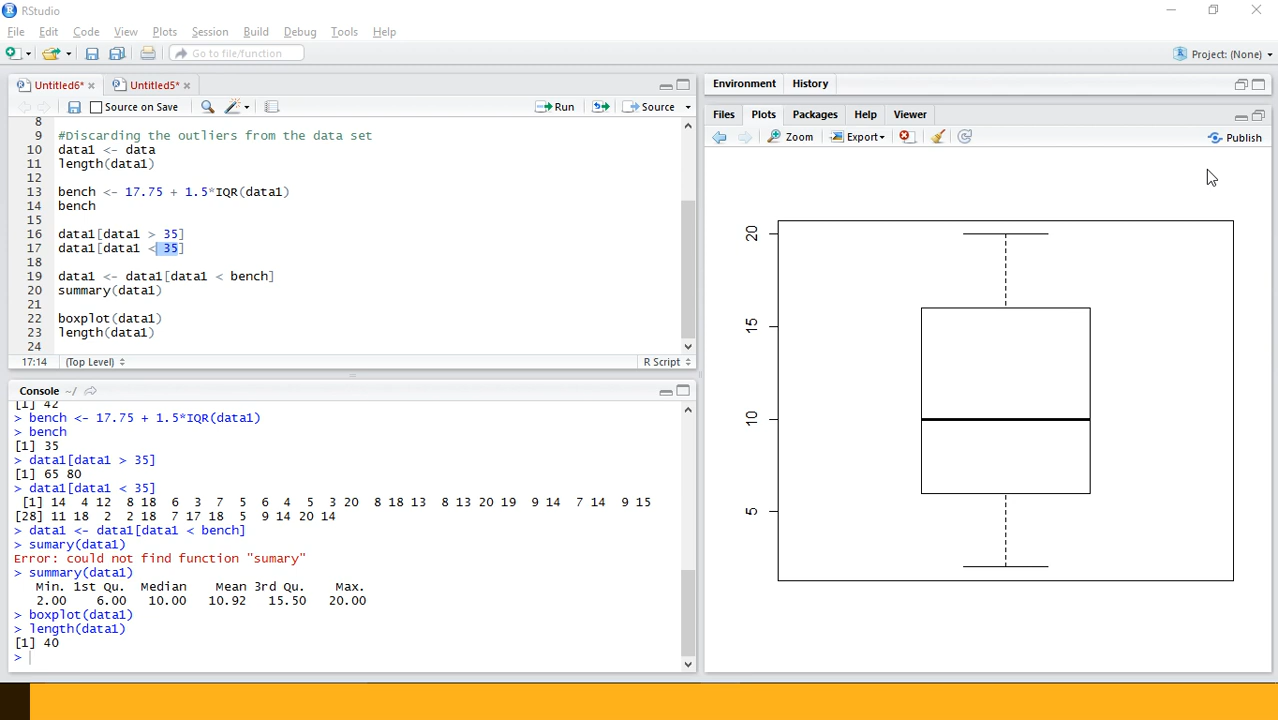 RStudio
File Edit Code View Plots Session Build Debug Tools Help
Go to file/function
Project: (None)
Untitled6* Untitled5*
Source on Save Run Source
8
9 #Discarding the outliers from the data set
10 data1 <- data
11 length(data1)
12
13 bench <- 17.75 + 1.5*IQR(data1)
14 bench
15
16 data1[data1 > 35]
17 data1[data1 < 35]
18
19 data1 <- data1[data1 < bench]
20 summary(data1)
21
22 boxplot(data1)
23 length(data1)
24
17:14 (Top Level) R Script
Console ~/
[1] 42
> bench <- 17.75 + 1.5*IQR(data1)
> bench
[1] 35
> data1[data1 > 35]
[1] 65 80
> data1[data1 < 35]
[1] 14 4 12 8 18 6 3 7 5 6 4 5 3 20 8 18 13 8 13 20 19 9 14 7 14 9 15
[28] 11 18 2 2 18 7 17 18 5 9 14 20 14
> data1 <- data1[data1 < bench]
> sumary(data1)
Error: could not find function "sumary"
> summary(data1)
Min. 1st Qu. Median Mean 3rd Qu. Max.
2.00 6.00 10.00 10.92 15.50 20.00
> boxplot(data1)
> length(data1)
[1] 40
>
Environment History
Files Plots Packages Help Viewer
Zoom Export Publish
20
15
10
5